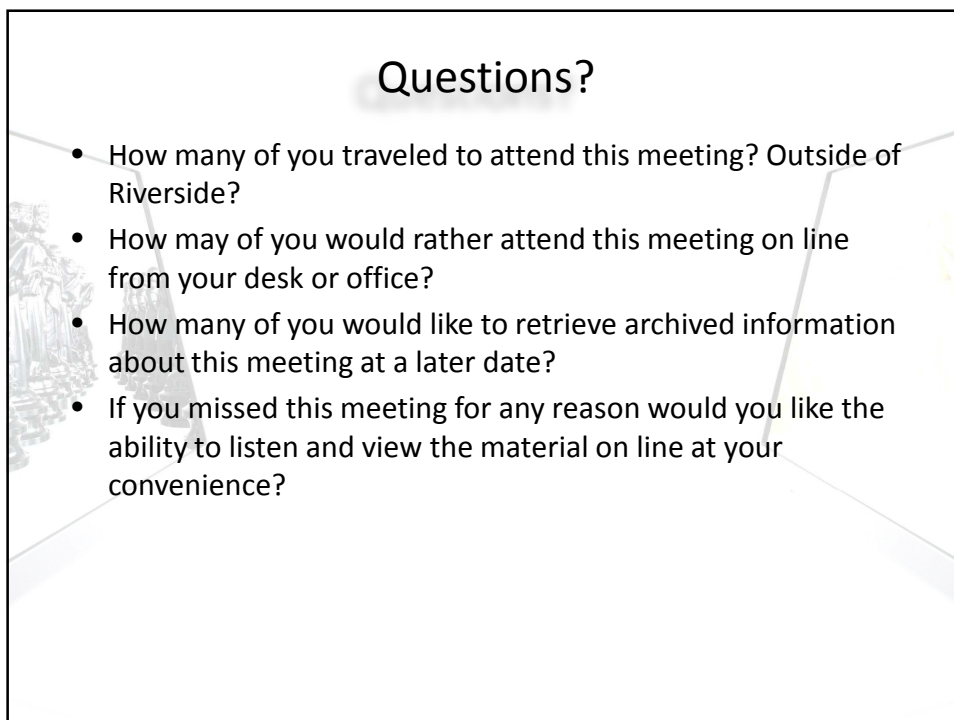 Questions?
• How many of you traveled to attend this meeting? Outside of
Riverside?
• How may of you would rather attend this meeting on line
from your desk or office?
• How many of you would like to retrieve archived information
about this meeting at a later date?
• If you missed this meeting for any reason would you like the
ability to listen and view the material on line at your
convenience?